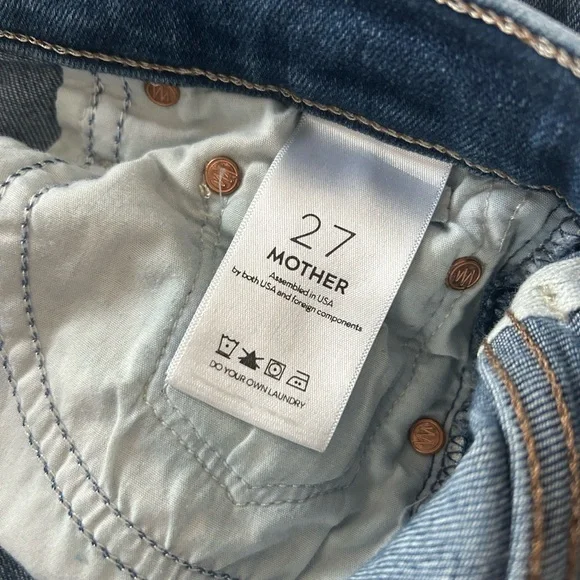 27
MOTHER
Assembled in USA
by both USA and foreign components
DO YOUR OWN LAUNDRY